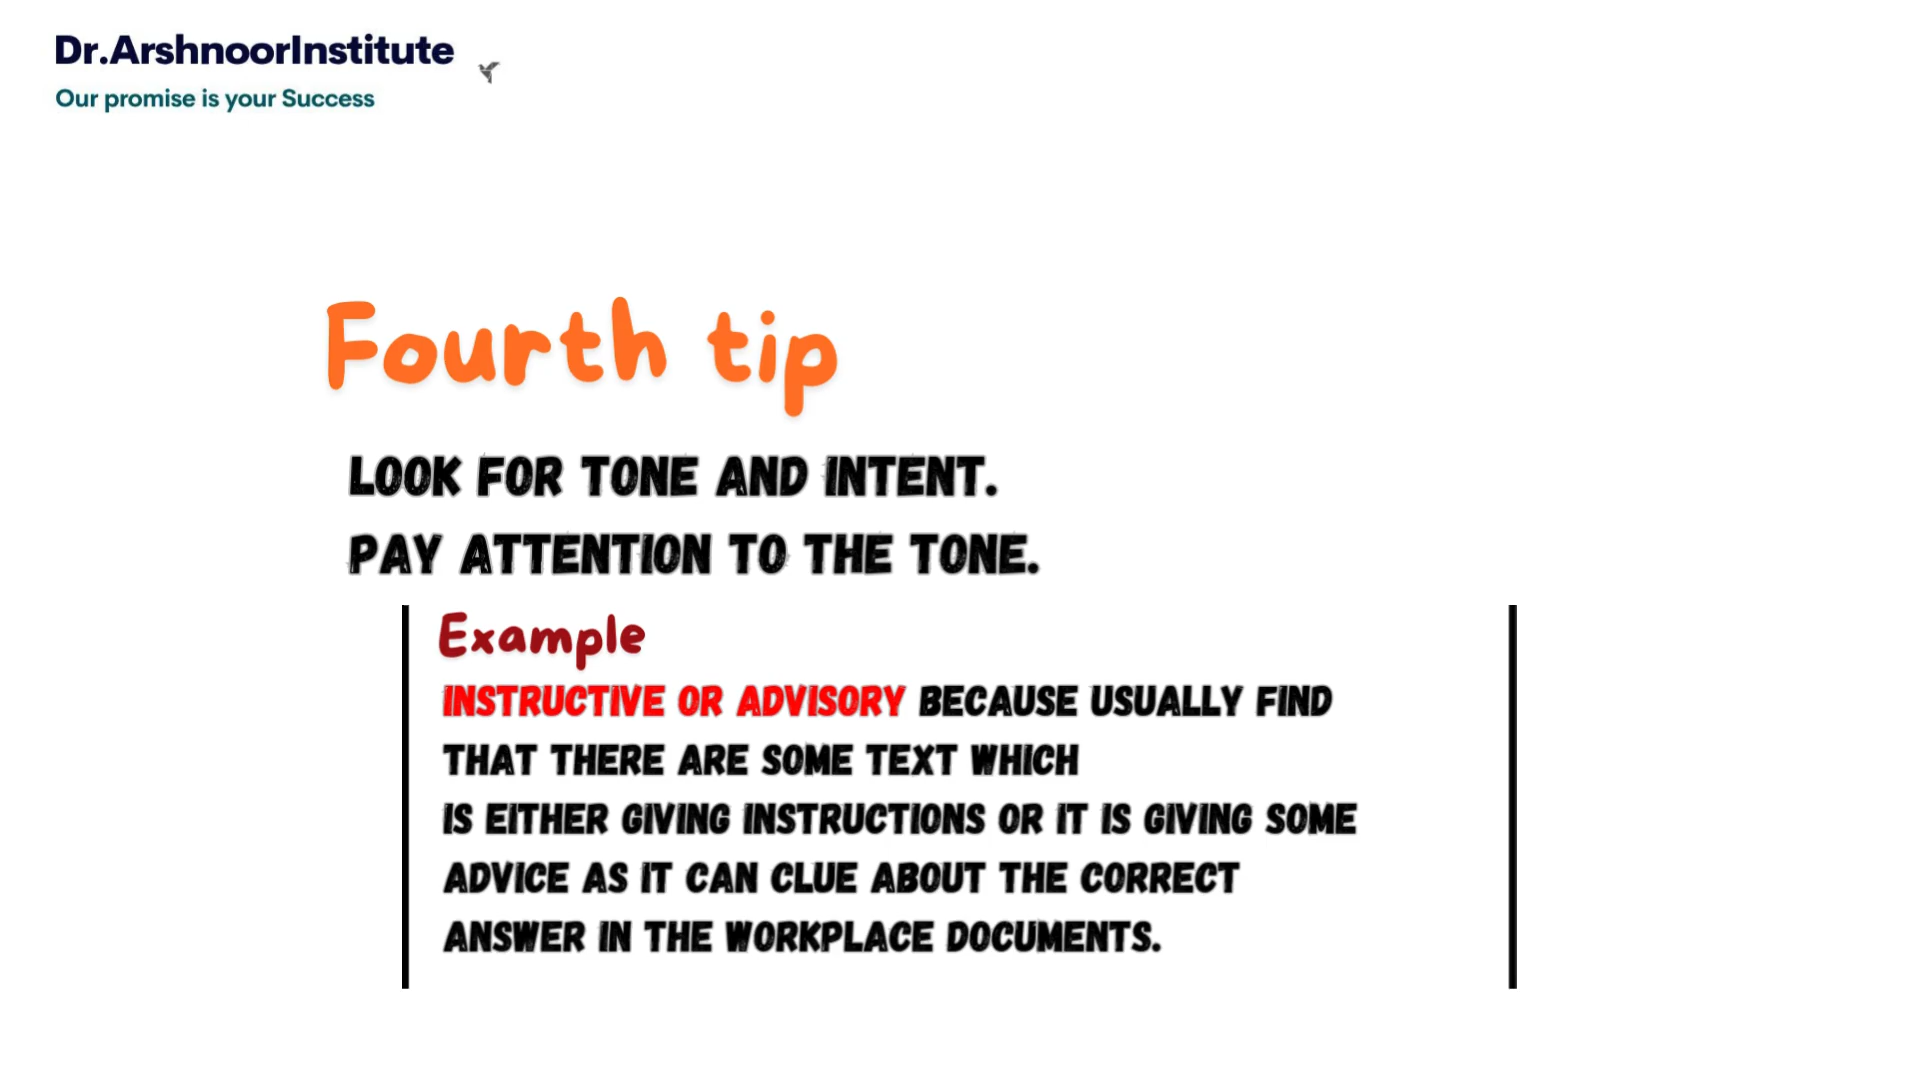 Dr.ArshnoorInstitute
Our promise is your Success
Fourth tip
LOOK FOR TONE AND INTENT.
PAY ATTENTION TO THE TONE.
Example
INSTRUCTIVE OR ADVISORY BECAUSE USUALLY FIND
THAT THERE ARE SOME TEXT WHICH
IS EITHER GIVING INSTRUCTIONS OR IT IS GIVING SOME
ADVICE AS IT CAN CLUE ABOUT THE CORRECT
ANSWER IN THE WORKPLACE DOCUMENTS.